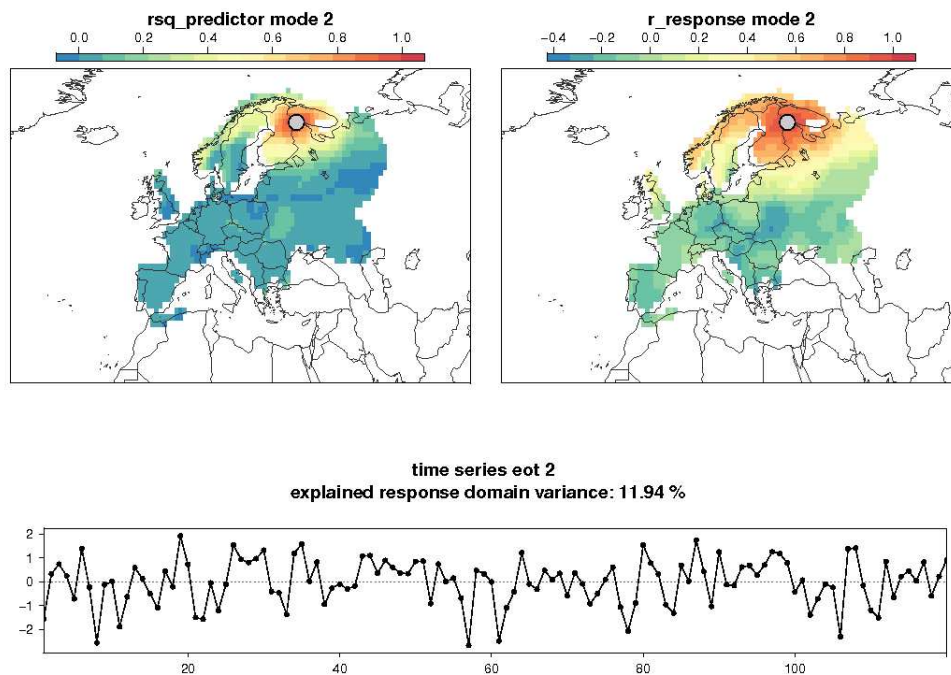 rsq_predictor mode 2
0.0 0.2 0.4 0.6 0.8 1.0
r_response mode 2
−0.4 −0.2 0.0 0.2 0.4 0.6 0.8 1.0
time series eot 2
explained response domain variance: 11.94 %
2
1
0
−1
−2
20 40 60 80 100